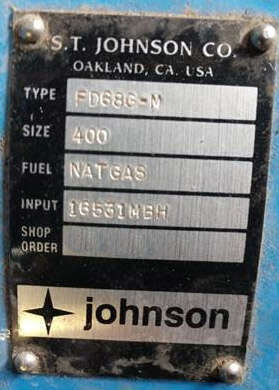 S.T. JOHNSON CO.
OAKLAND, CA. USA
TYPE FD68G-M
SIZE 400
FUEL NATGAS
INPUT 16531MBH
SHOP
ORDER
johnson